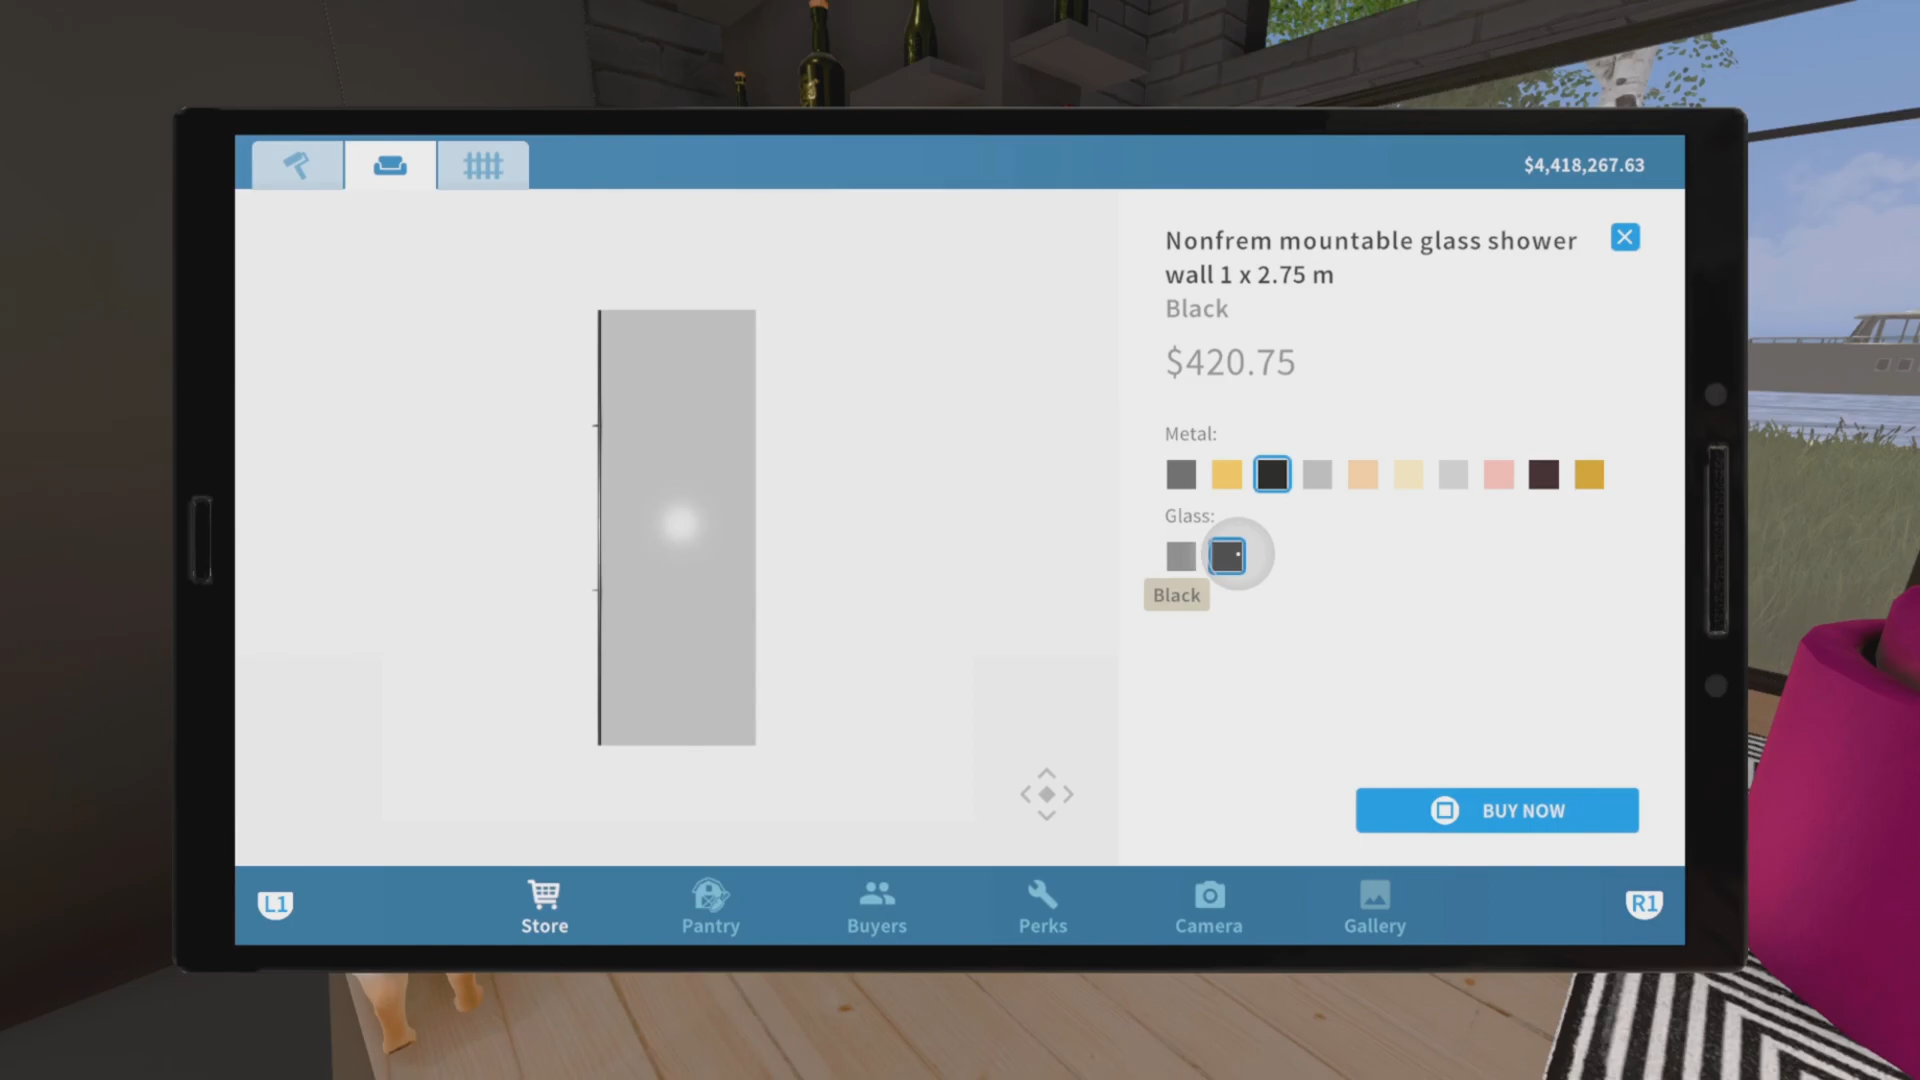 $4,418,267.63
Nonfrem mountable glass shower
wall 1 x 2.75 m
Black
$420.75
Metal:
Glass:
Black
BUY NOW
L1
Store
Pantry
Buyers
Perks
Camera
Gallery
R1